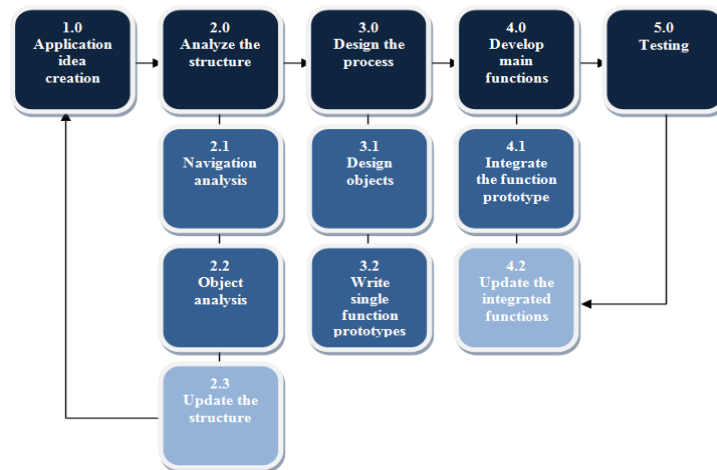 1.0
Application
idea
creation
2.0
Analyze the
structure
3.0
Design the
process
4.0
Develop
main
functions
5.0
Testing
2.1
Navigation
analysis
3.1
Design
objects
4.1
Integrate
the function
prototype
2.2
Object
analysis
3.2
Write
single
function
prototypes
4.2
Update the
integrated
functions
2.3
Update the
structure